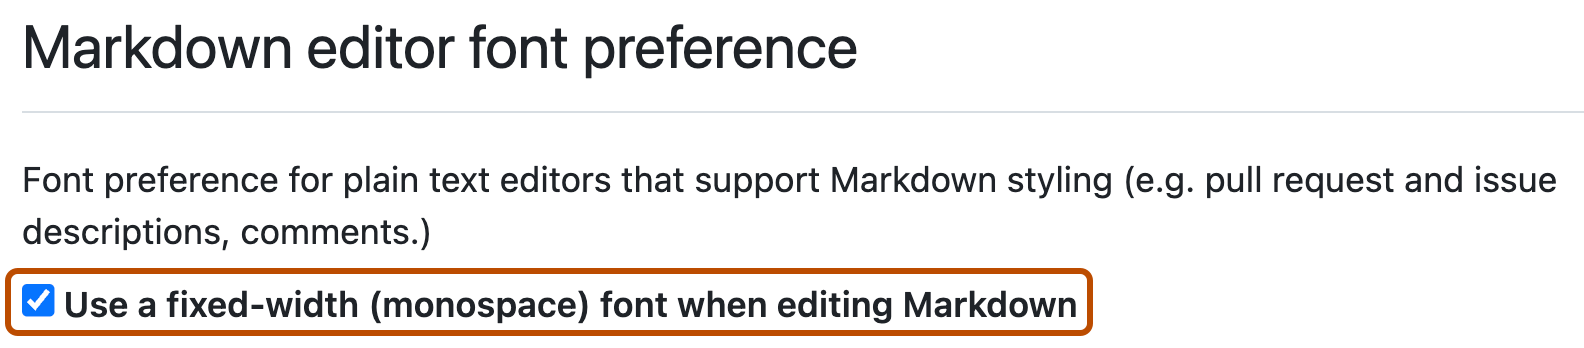 Markdown editor font preference
Font preference for plain text editors that support Markdown styling (e.g. pull request and issue
descriptions, comments.)
Use a fixed-width (monospace) font when editing Markdown